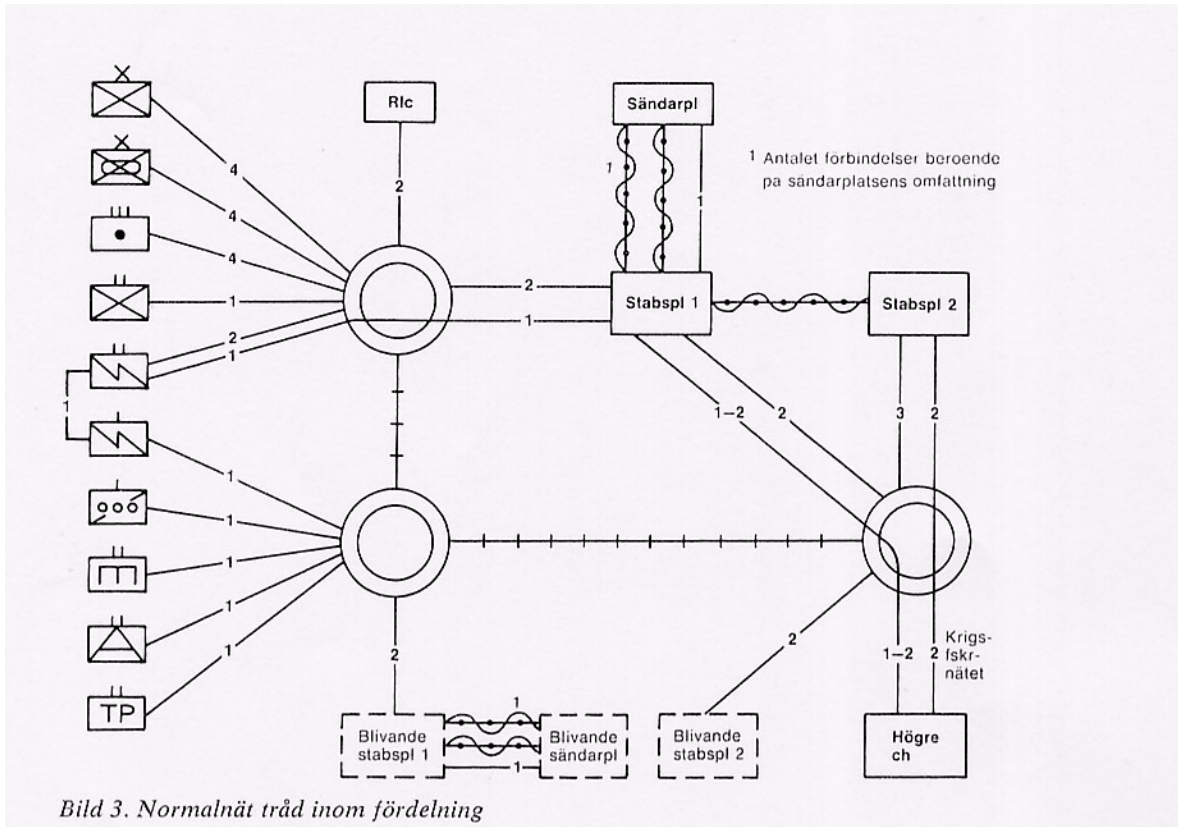 Rlc
Sändarpl
1 Antalet förbindelser beroende
pa sändarplatsens omfattning
4
4
4
1
2
1
2
1
1
2
1
Stabspl 1
Stabspl 2
1
1–2
2
3
2
1
1
1
1
1
2
2
1–2
2
Krigs-
fskr-
nätet
TP
Blivande
stabspl 1
1
1
Blivande
sändarpl
Blivande
stabspl 2
Högre
ch
Bild 3. Normalnät tråd inom fördelning